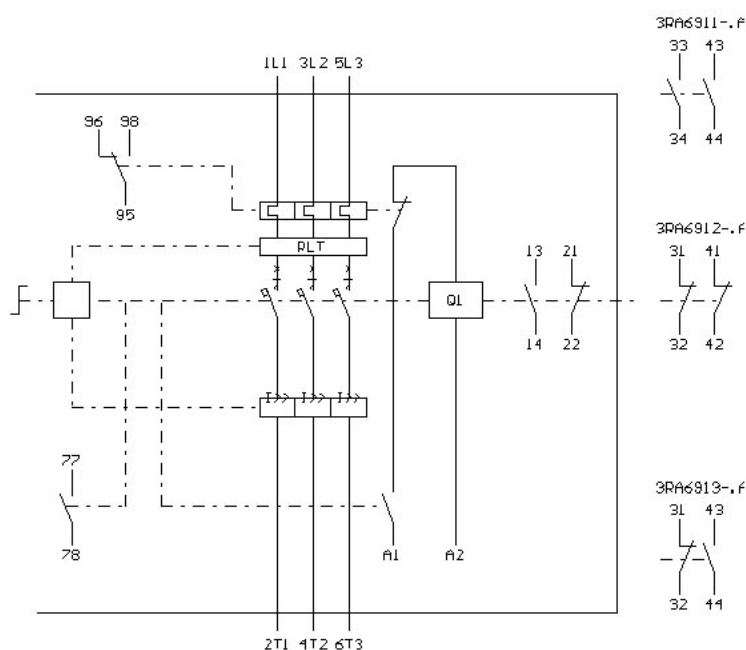 3RA6911-.A
33 43
1L1 3L2 5L3
96 98
34 44
95
3RA6912-.A
RLT
13 21
31 41
Q1
14 22
32 42
I>> I>> I>>
77
3RA6913-.A
31 43
78
A1 A2
32 44
2T1 4T2 6T3